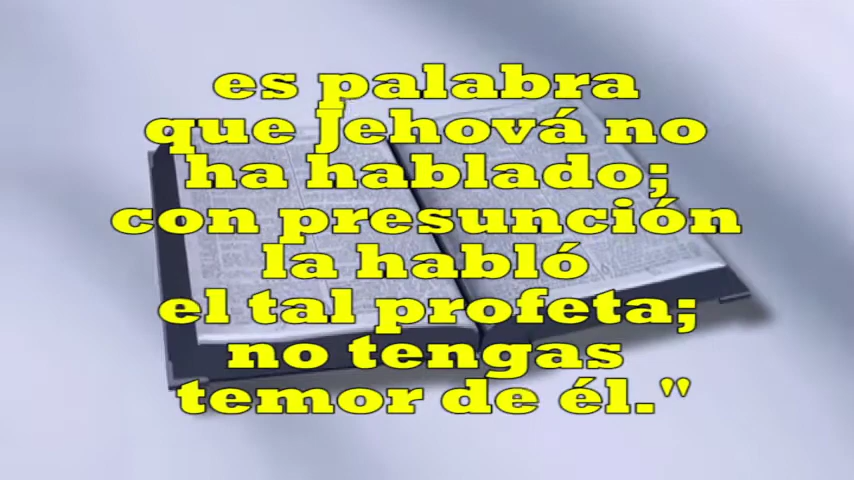 es palabra
que Jehová no
ha hablado;
con presunción
la habló
el tal profeta;
no tengas
temor de él."